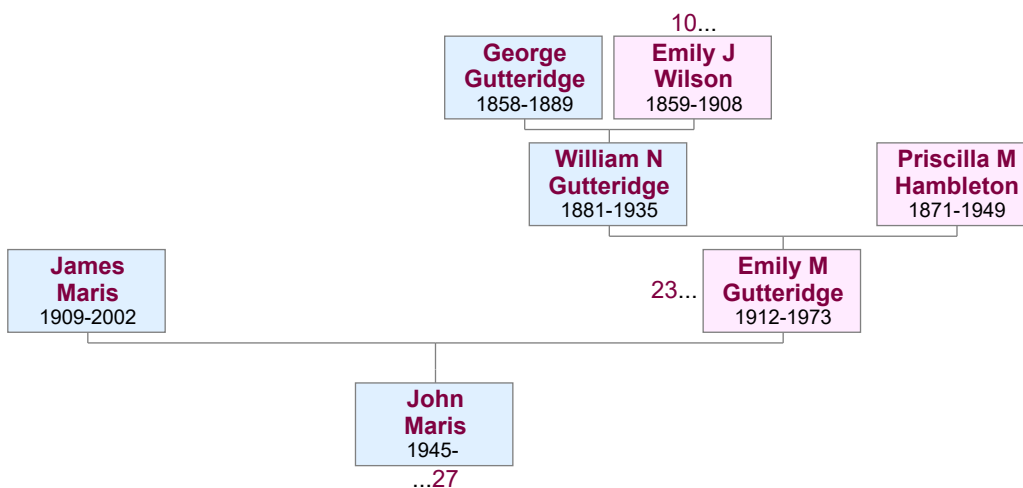 10...
George
Gutteridge
1858-1889
Emily J
Wilson
1859-1908
William N
Gutteridge
1881-1935
Priscilla M
Hambleton
1871-1949
James
Maris
1909-2002
23...
Emily M
Gutteridge
1912-1973
John
Maris
1945-
...27